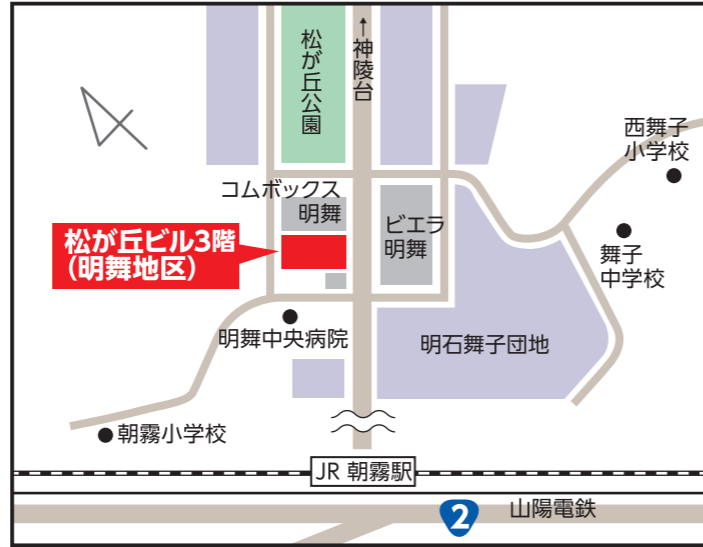 松が丘公園
↑神陵台
西舞子
小学校
コムボックス
明舞
ビエラ
明舞
松が丘ビル3階
(明舞地区)
舞子
中学校
明舞中央病院
明石舞子団地
朝霧小学校
JR 朝霧駅
2
山陽電鉄